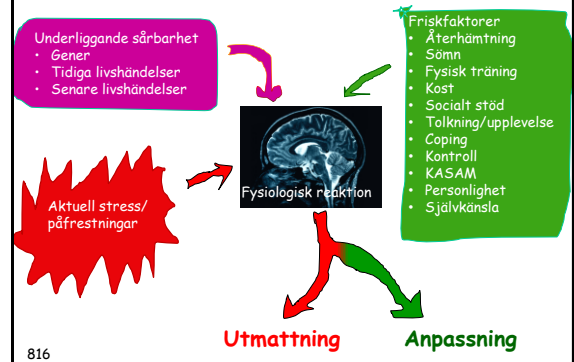 Underliggande sårbarhet
• Gener
• Tidiga livshändelser
• Senare livshändelser
Friskfaktorer
• Återhämtning
• Sömn
• Fysisk träning
• Kost
• Socialt stöd
• Tolkning/upplevelse
• Coping
• Kontroll
• KASAM
• Personlighet
• Självkänsla
Fysiologisk reaktion
Aktuell stress/
påfrestningar
Utmattning
Anpassning
816